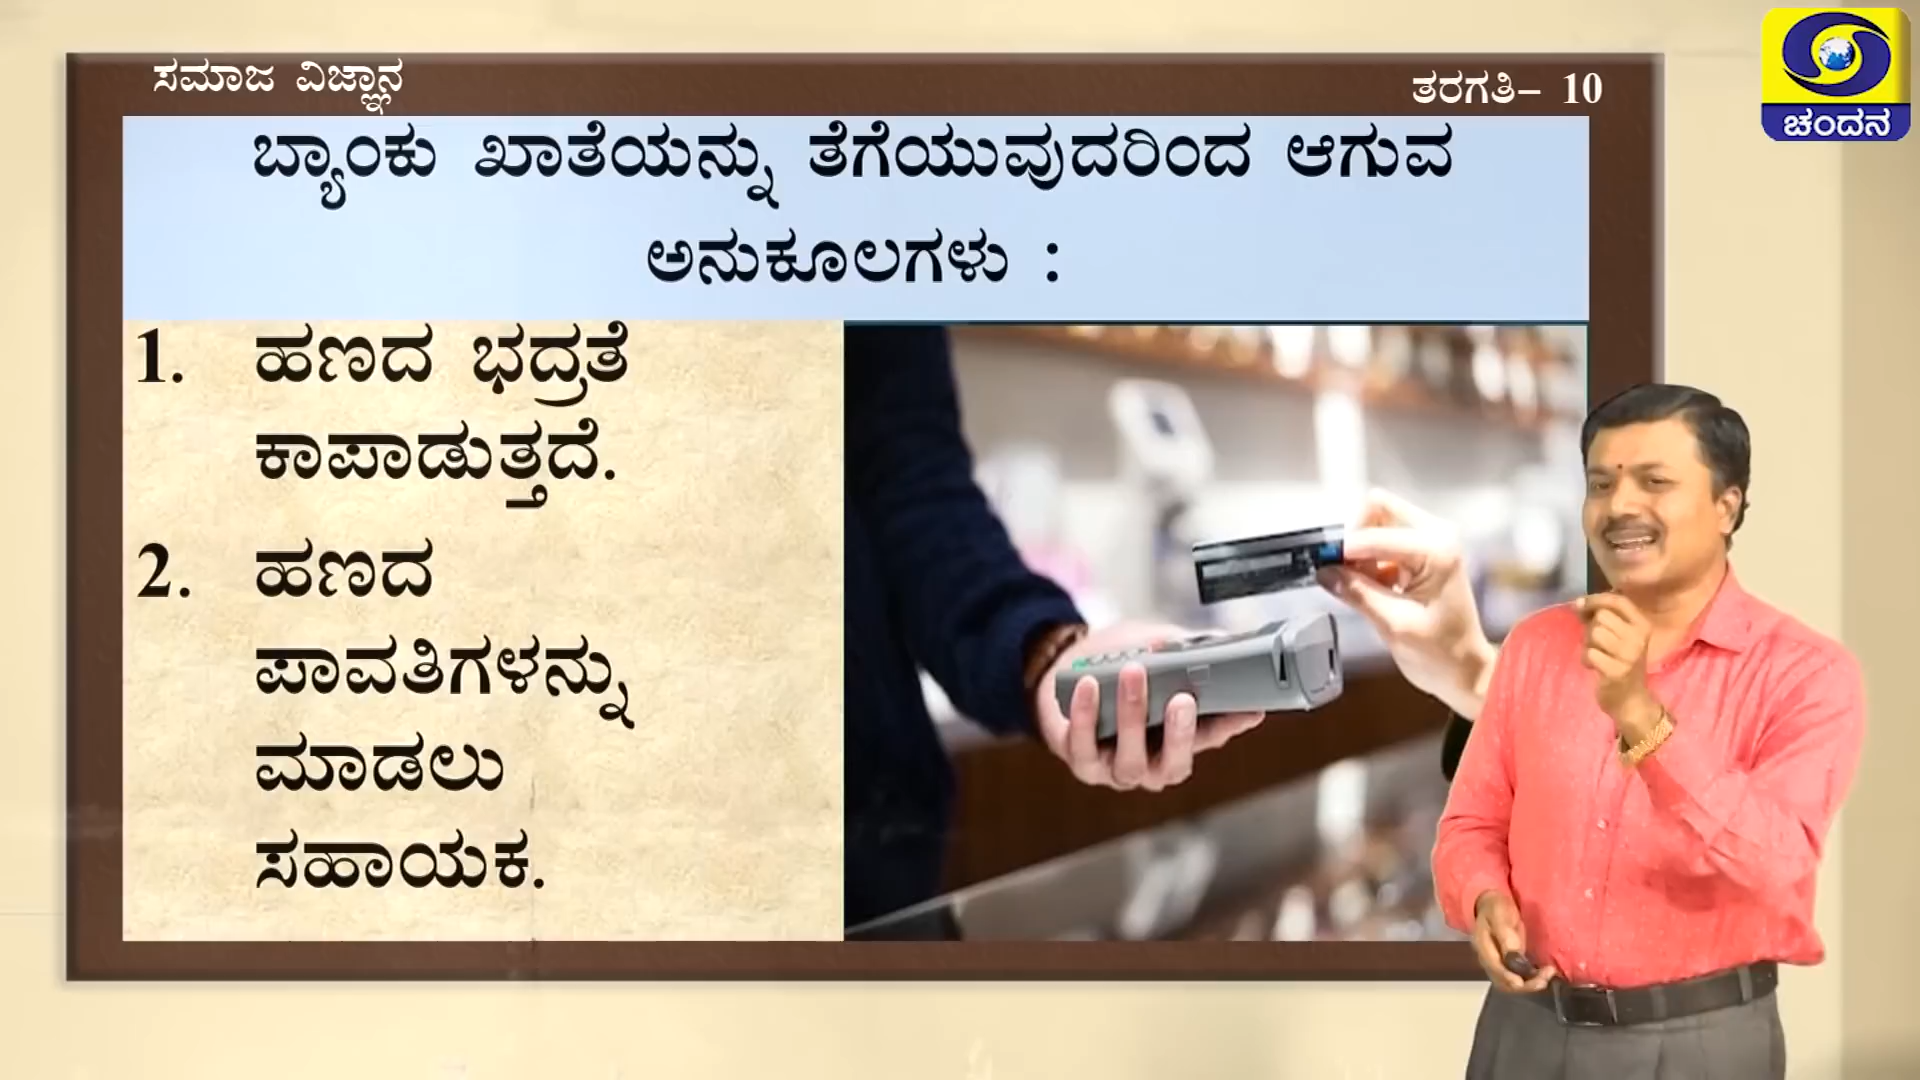 ಸಮಾಜ ವಿಜ್ಞಾನ
ತರಗತಿ– 10
ಚಂದನ
ಬ್ಯಾಂಕು ಖಾತೆಯನ್ನು ತೆಗೆಯುವುದರಿಂದ ಆಗುವ
ಅನುಕೂಲಗಳು :
1. ಹಣದ ಭದ್ರತೆ
ಕಾಪಾಡುತ್ತದೆ.
2. ಹಣದ
ಪಾವತಿಗಳನ್ನು
ಮಾಡಲು
ಸಹಾಯಕ.